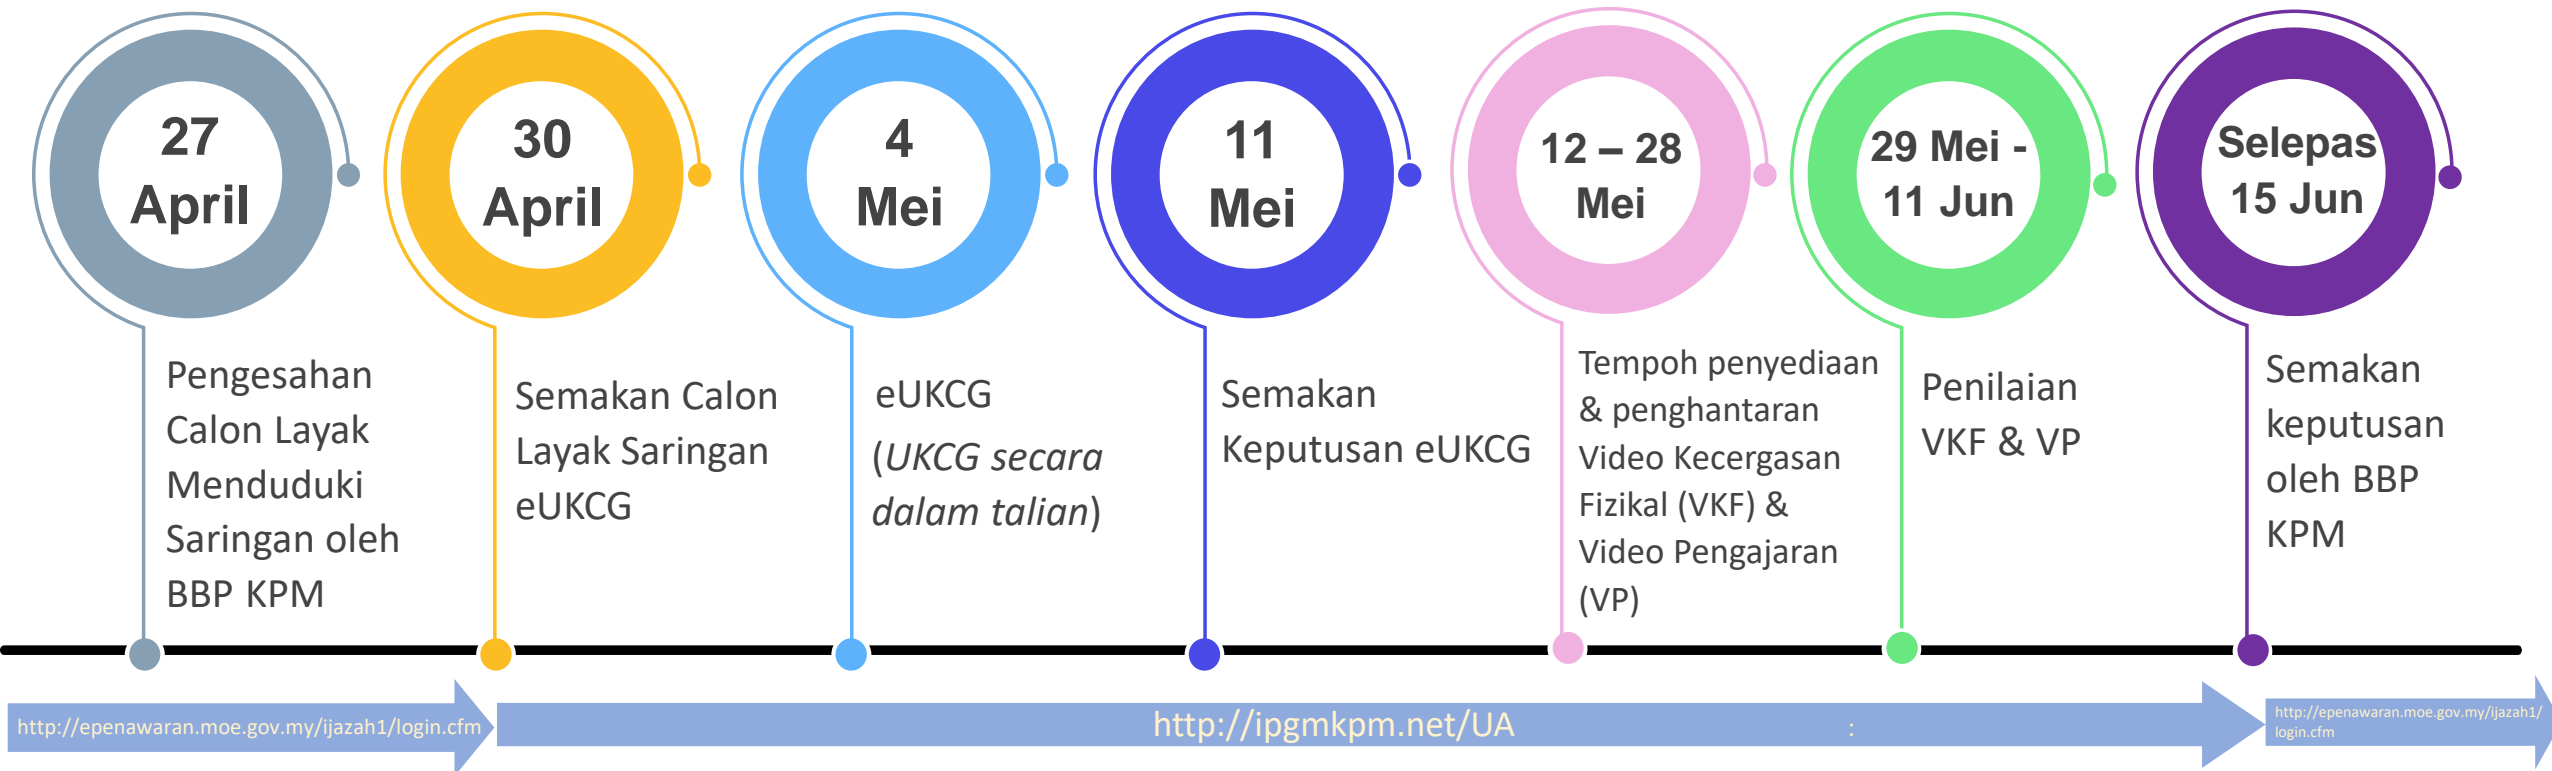 27
April
30
April
4
Mei
11
Mei
12 – 28
Mei
29 Mei -
11 Jun
Selepas
15 Jun
Pengesahan
Calon Layak
Menduduki
Saringan oleh
BBP KPM
Semakan Calon
Layak Saringan
eUKCG
eUKCG
(UKCG secara
dalam talian)
Semakan
Keputusan eUKCG
Tempoh penyediaan
& penghantaran
Video Kecergasan
Fizikal (VKF) &
Video Pengajaran
(VP)
Penilaian
VKF & VP
Semakan
keputusan
oleh BBP
KPM
http://epenawaran.moe.gov.my/ijazah1/login.cfm
http://ipgmkpm.net/UA :
http://epenawaran.moe.gov.my/ijazah1/
login.cfm